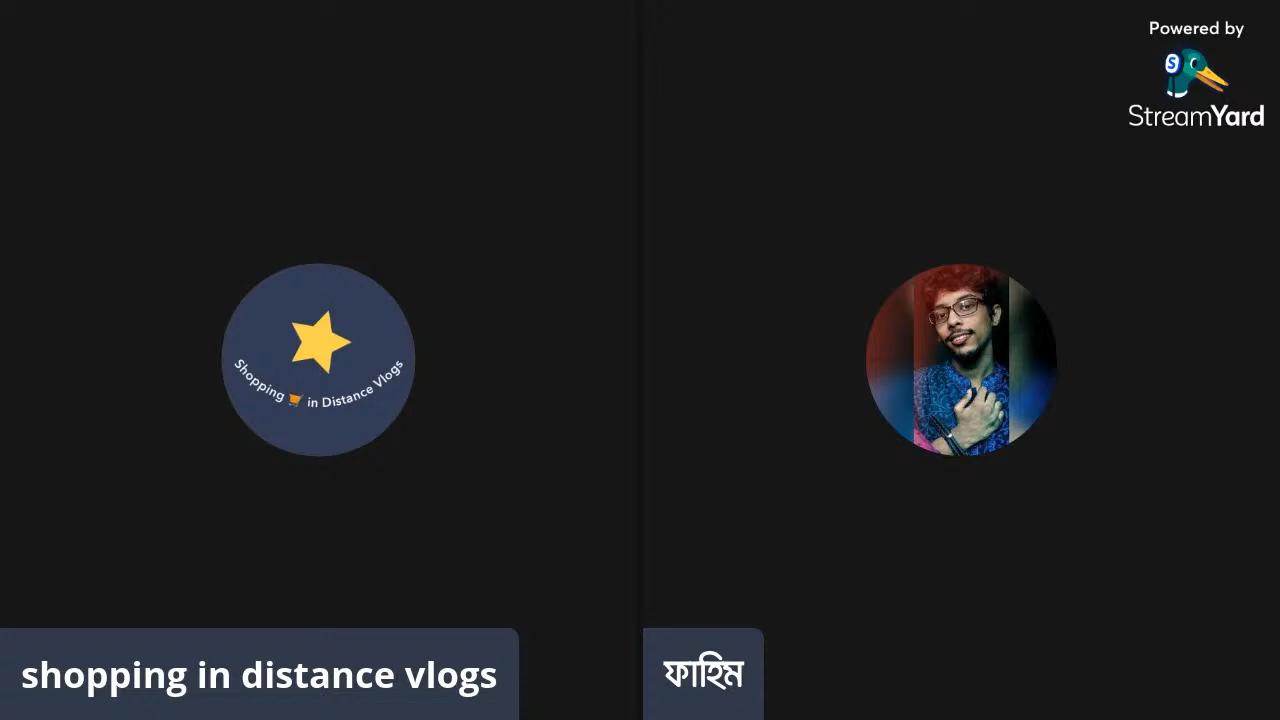 Powered by
StreamYard
Shopping 🛒 in Distance Vlogs
shopping in distance vlogs
ফাহিম